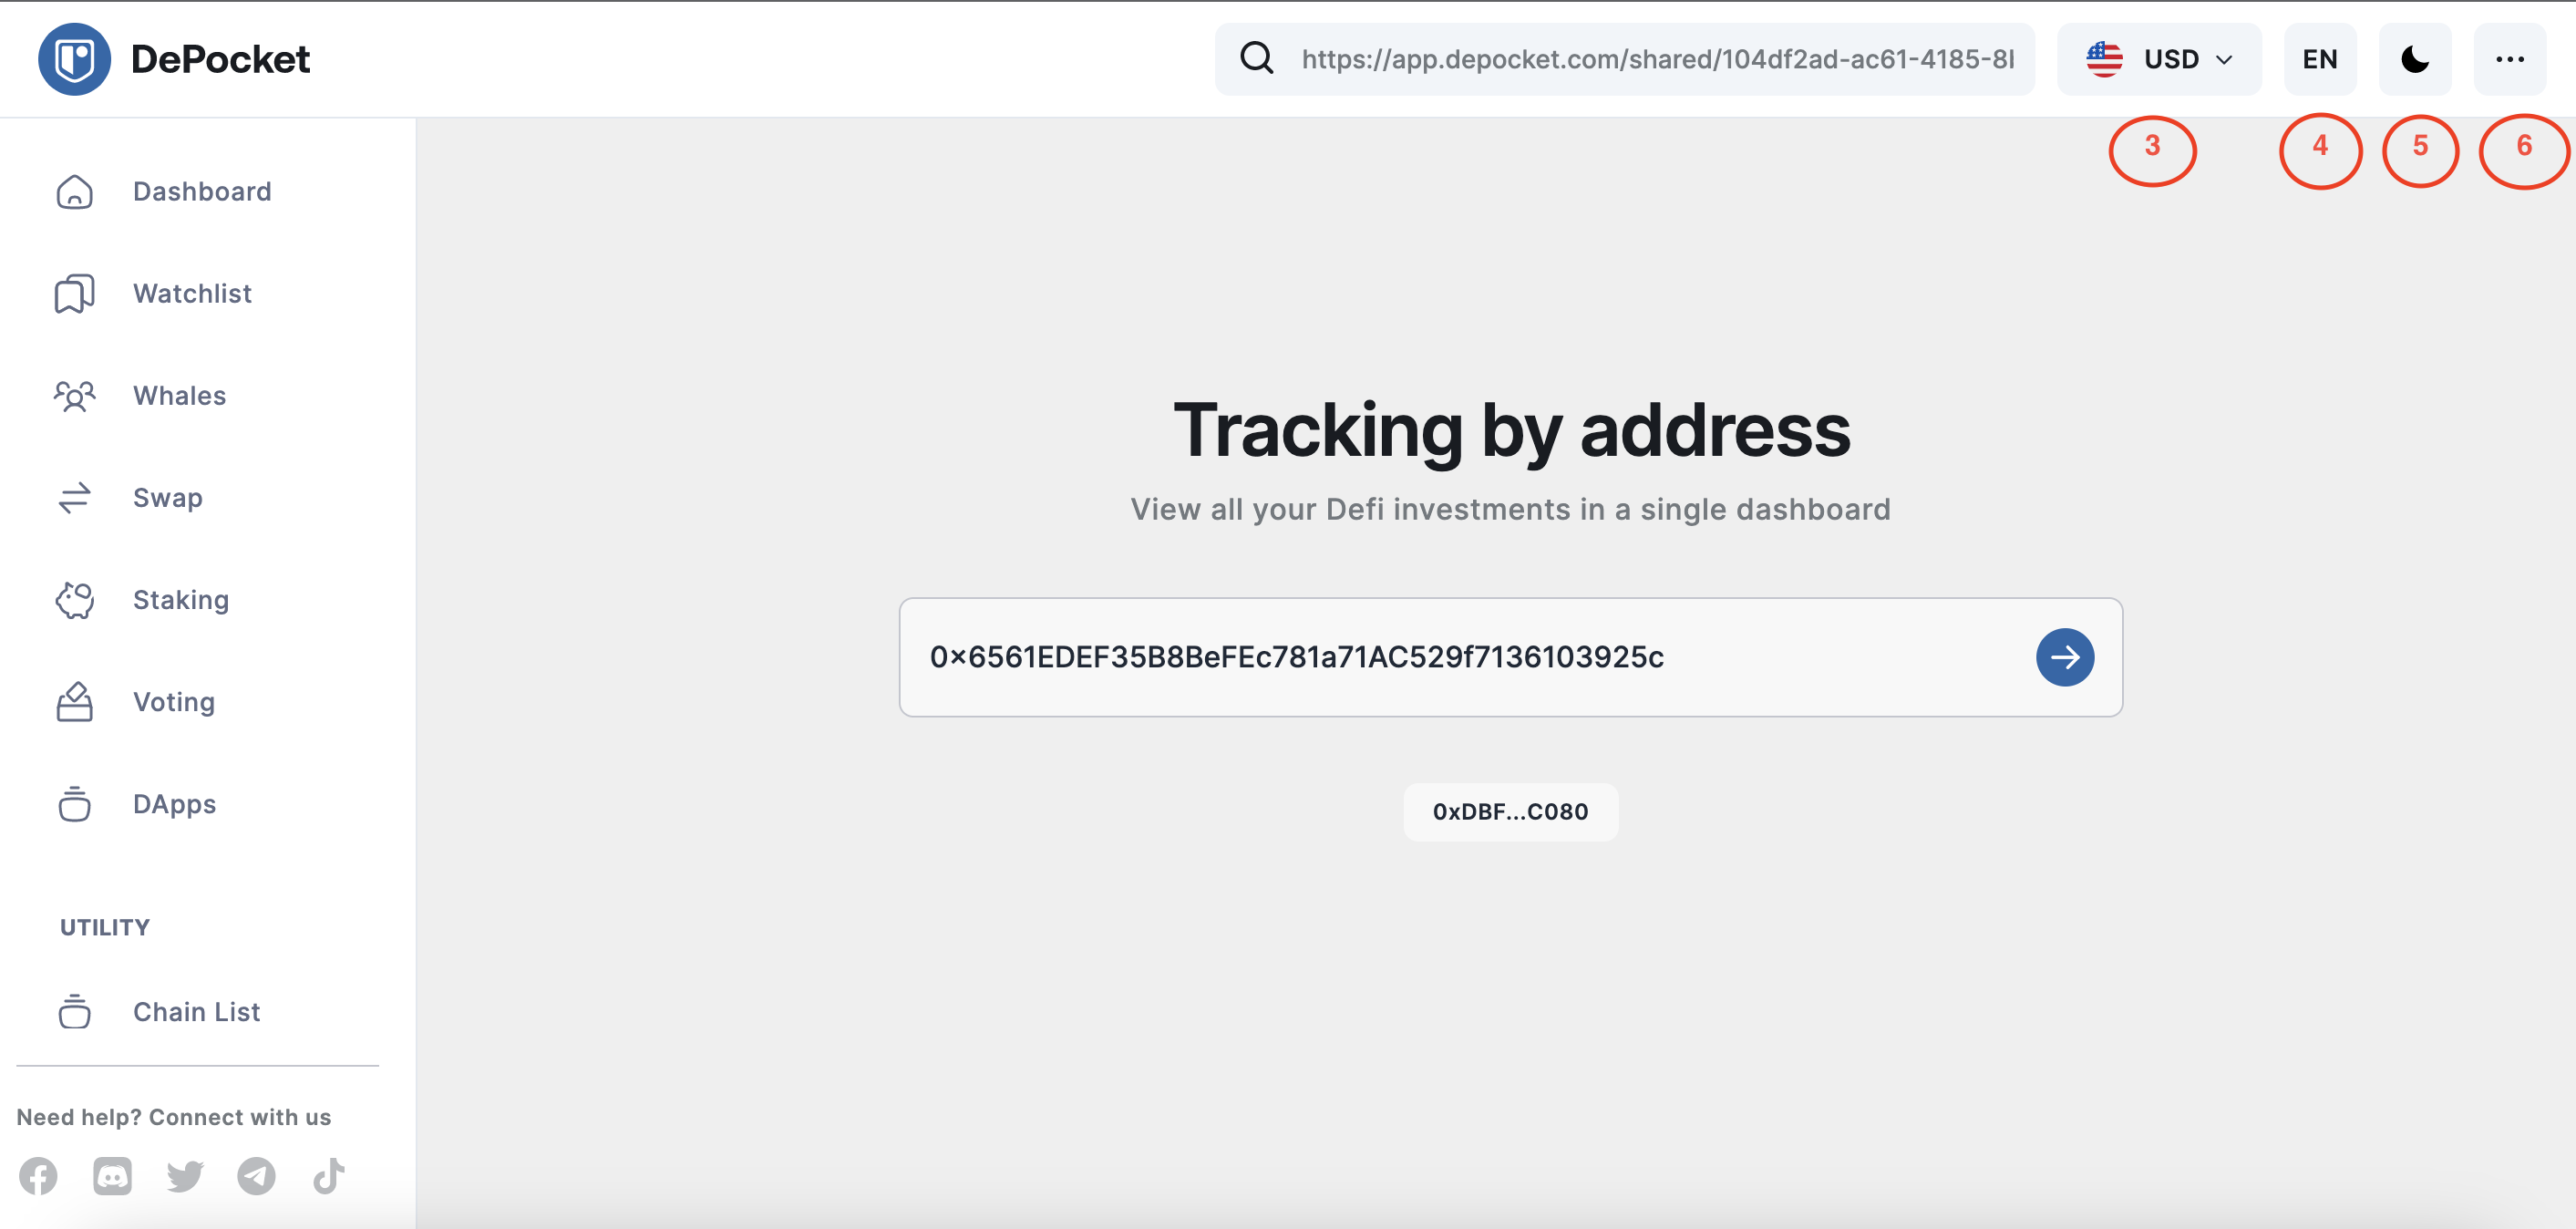 DePocket
https://app.depocket.com/shared/104df2ad-ac61-4185-8
USD
EN
3
4
5
6
Dashboard
Watchlist
Whales
Swap
Staking
Voting
DApps
UTILITY
Chain List
Need help? Connect with us
Tracking by address
View all your Defi investments in a single dashboard
0×6561EDEF35B8BeFEc781a71AC529f7136103925c
0xDBF...C080